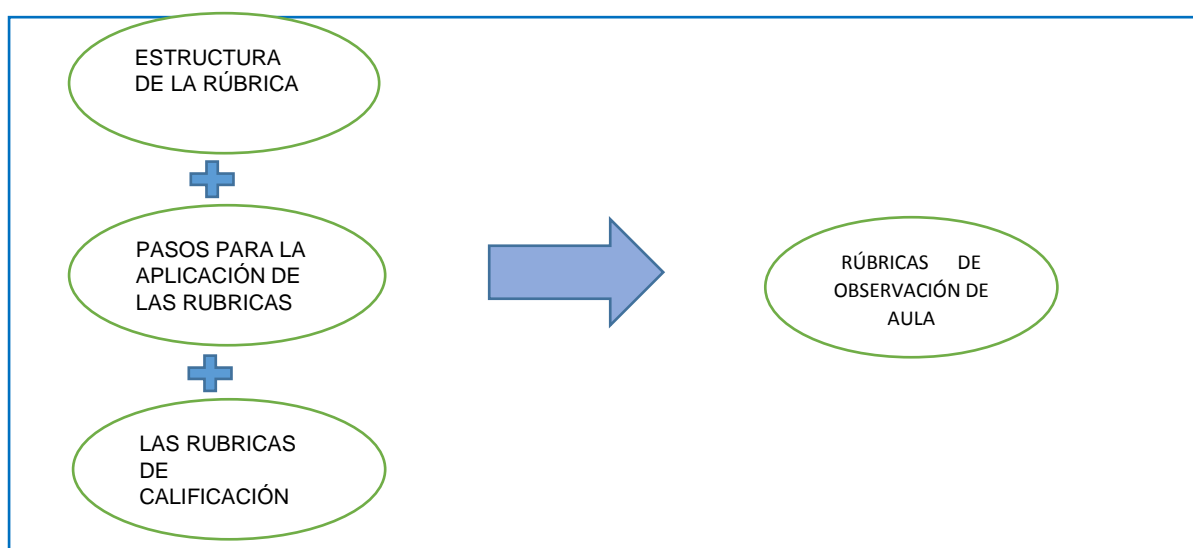 ESTRUCTURA
DE LA RÚBRICA
PASOS PARA LA
APLICACIÓN DE
LAS RUBRICAS
LAS RUBRICAS
DE
CALIFICACIÓN
RÚBRICAS DE
OBSERVACIÓN DE
AULA